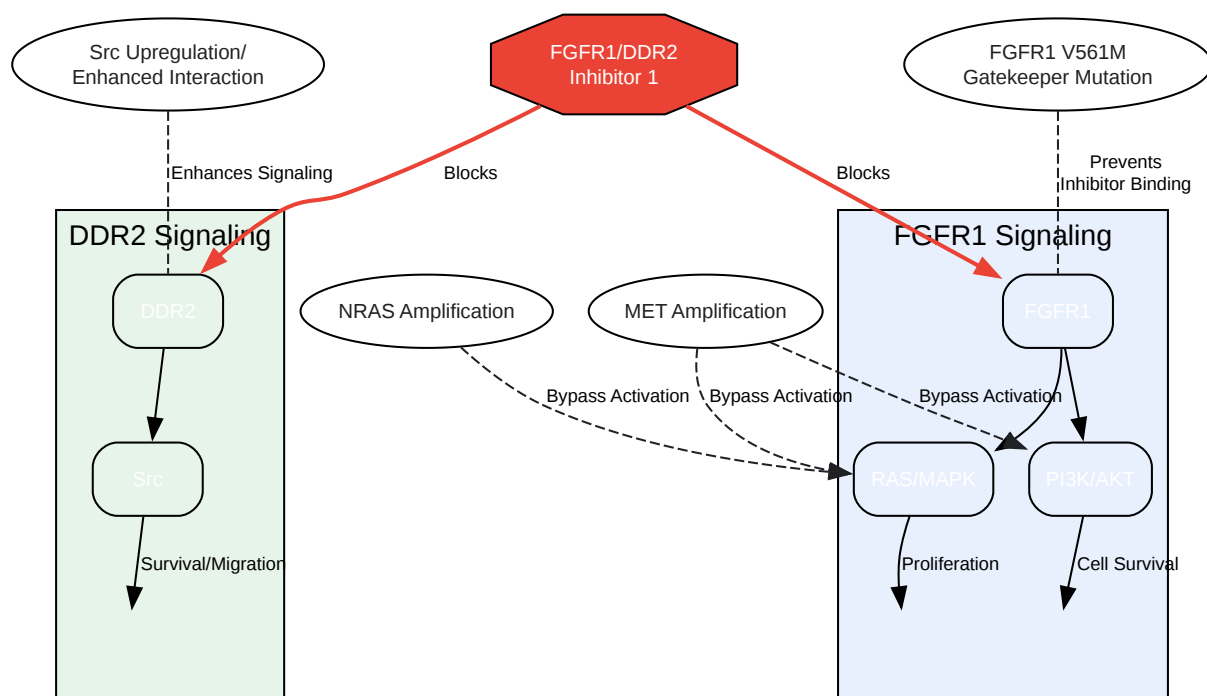 Src Upregulation/
Enhanced Interaction
FGFR1/DDR2
Inhibitor 1
FGFR1 V561M
Gatekeeper Mutation
Enhances Signaling
Blocks
Blocks
Prevents
Inhibitor Binding
DDR2 Signaling
FGFR1 Signaling
DDR2
NRAS Amplification
MET Amplification
FGFR1
Bypass Activation
Bypass Activation
Bypass Activation
Src
RAS/MAPK
PI3K/AKT
Survival/Migration
Proliferation
Cell Survival